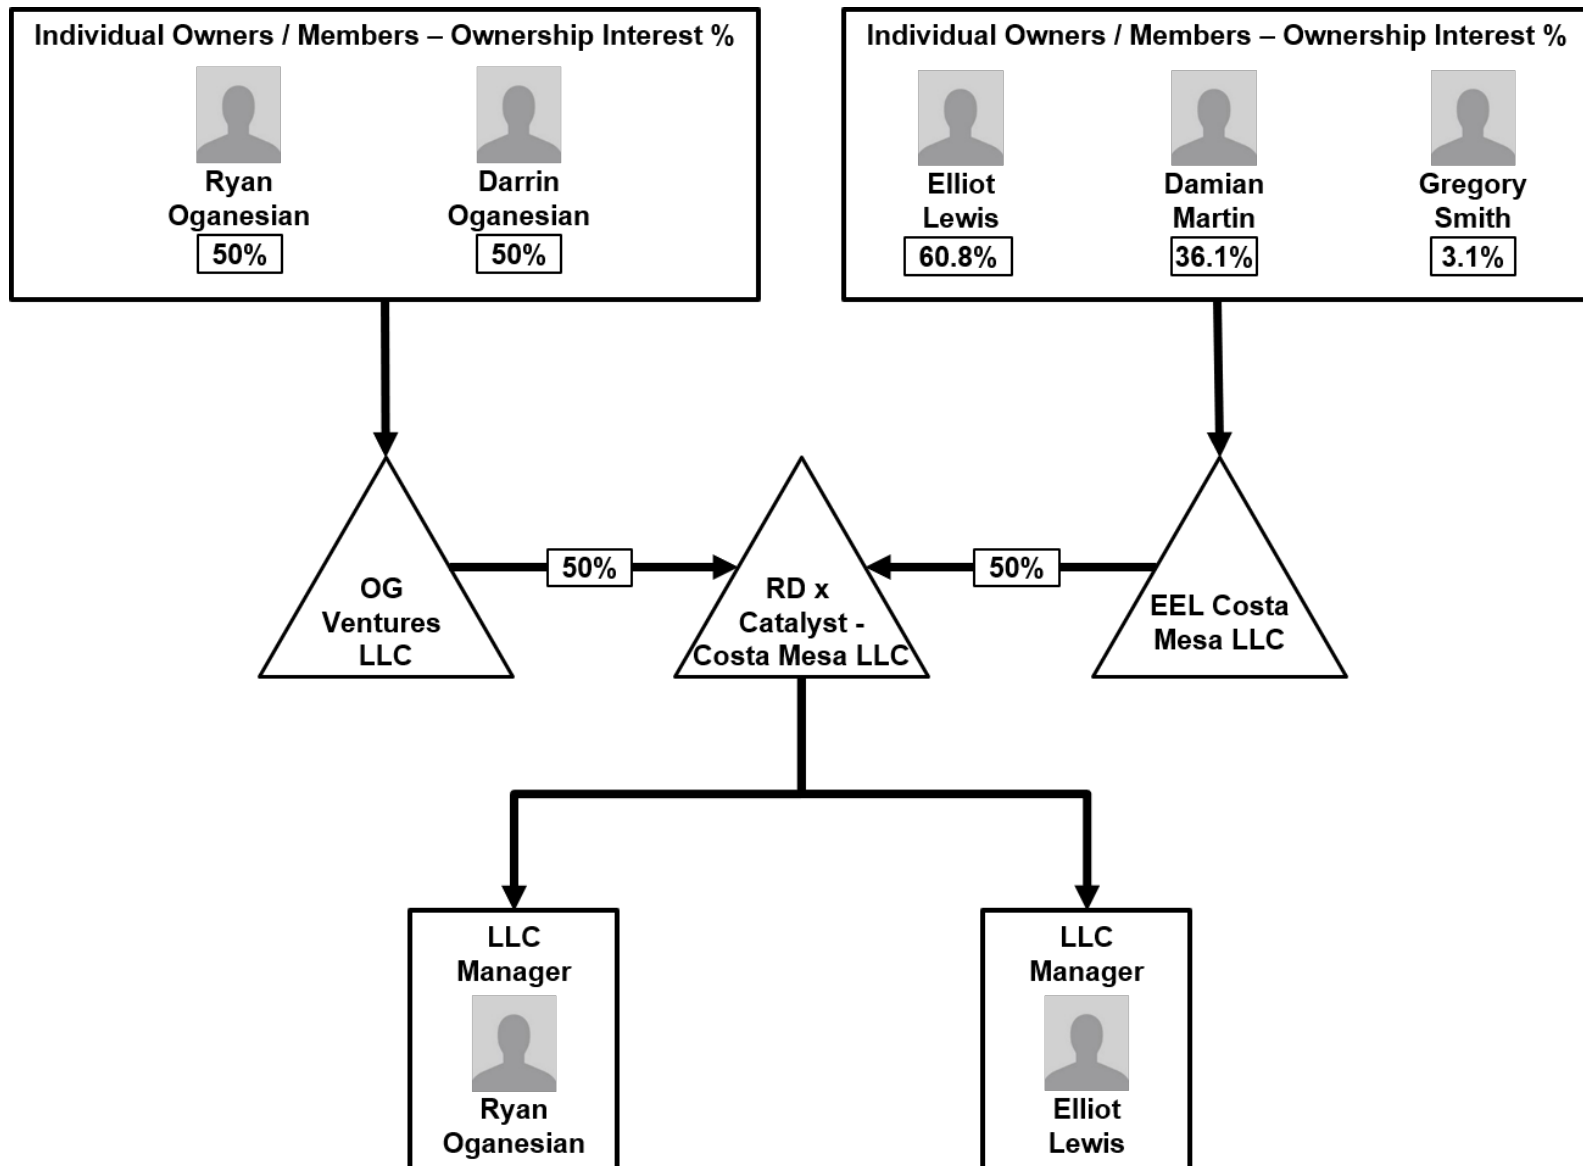 Individual Owners / Members – Ownership Interest %
Ryan
Oganesian
50%
Darrin
Oganesian
50%
Individual Owners / Members – Ownership Interest %
Elliot
Lewis
60.8%
Damian
Martin
36.1%
Gregory
Smith
3.1%
OG
Ventures
LLC
50%
RD x
Catalyst -
Costa Mesa LLC
50%
EEL Costa
Mesa LLC
LLC
Manager
Ryan
Oganesian
LLC
Manager
Elliot
Lewis